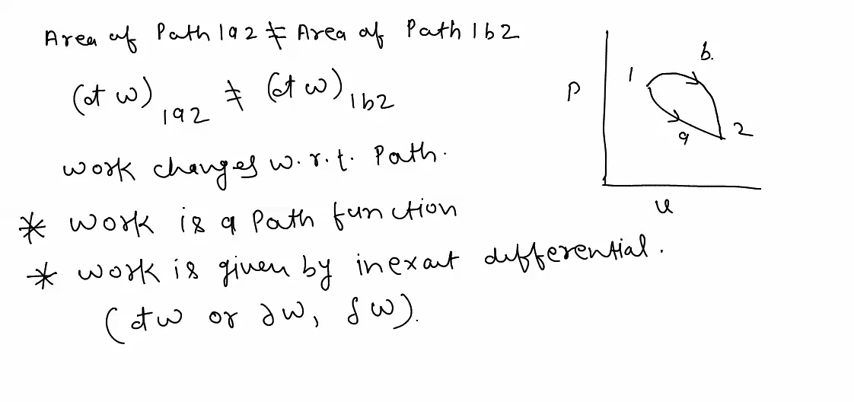 Area of Path 1a2 ≠ Area of Path 1b2
(đw)₁ₐ₂ ≠ (đw)₁b₂
work changes w.r.t. Path.
* work is a Path function
* work is given by inexact differential.
(đw or ∂w, δw).
b.
1
P
a
2
v